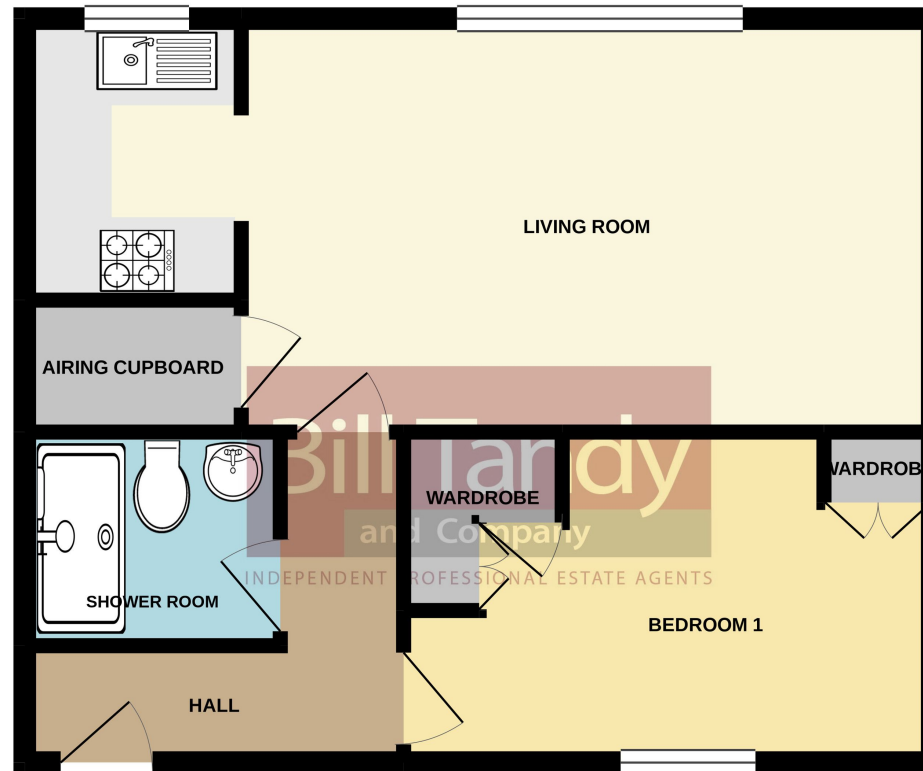 LIVING ROOM
AIRING CUPBOARD
Bill Tandy
WARDROBE
WARDROB
and Company
INDEPENDENT PROFESSIONAL ESTATE AGENTS
SHOWER ROOM
BEDROOM 1
HALL